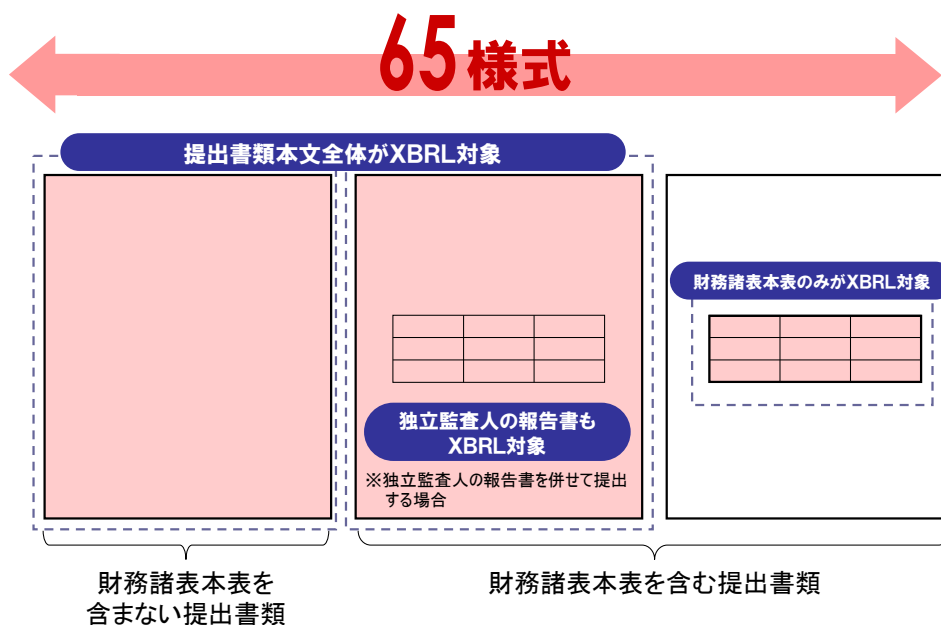 65様式
提出書類本文全体がXBRL対象
財務諸表本表のみがXBRL対象
独立監査人の報告書も
XBRL対象
※独立監査人の報告書を併せて提出
する場合
財務諸表本表を
含まない提出書類
財務諸表本表を含む提出書類